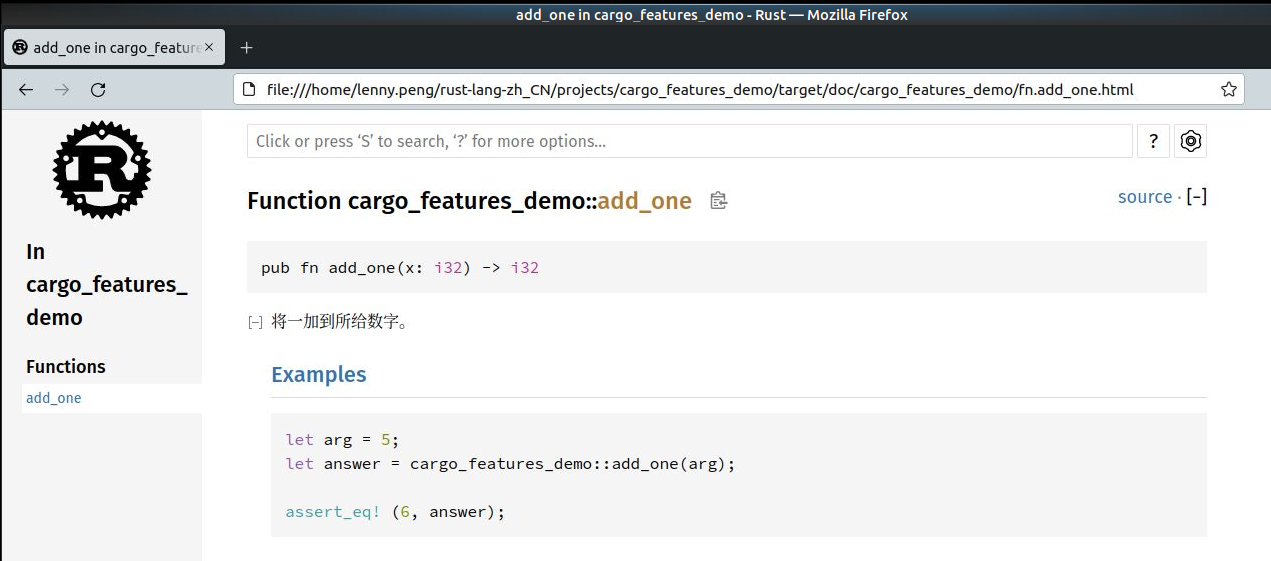 add_one in cargo_features_demo - Rust — Mozilla Firefox
add_one in cargo_feature
file:///home/lenny.peng/rust-lang-zh_CN/projects/cargo_features_demo/target/doc/cargo_features_demo/fn.add_one.html
R
Click or press ‘S’ to search, ‘?’ for more options…
?
Function cargo_features_demo::add_one
source · [−]
In
cargo_features_
demo
Functions
add_one
pub fn add_one(x: i32) -> i32
[−] 将一加到所给数字。
Examples
let arg = 5;
let answer = cargo_features_demo::add_one(arg);
assert_eq! (6, answer);